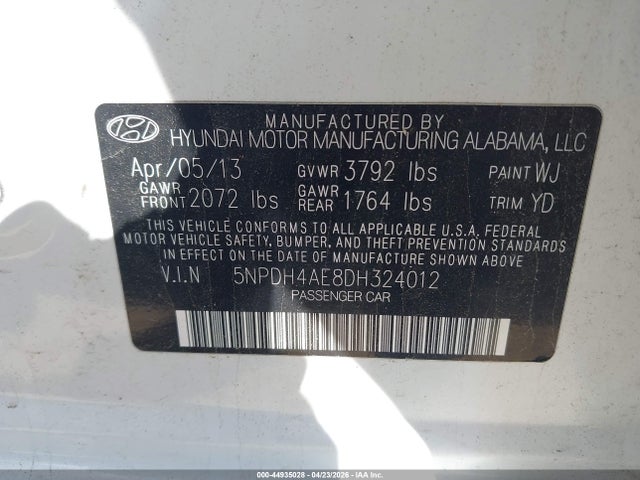 MANUFACTURED BY
HYUNDAI MOTOR MANUFACTURING ALABAMA, LLC
Apr/05/13 GVWR 3792 lbs PAINT WJ
GAWR FRONT 2072 lbs GAWR REAR 1764 lbs TRIM YD
THIS VEHICLE CONFORMS TO ALL APPLICABLE U.S.A. FEDERAL
MOTOR VEHICLE SAFETY, BUMPER, AND THEFT PREVENTION STANDARDS
IN EFFECT ON THE DATE OF MANUFACTURE SHOWN ABOVE.
V.I.N 5NPDH4AE8DH324012
PASSENGER CAR
000-44935028 - 04/23/2026 - COPART.COM